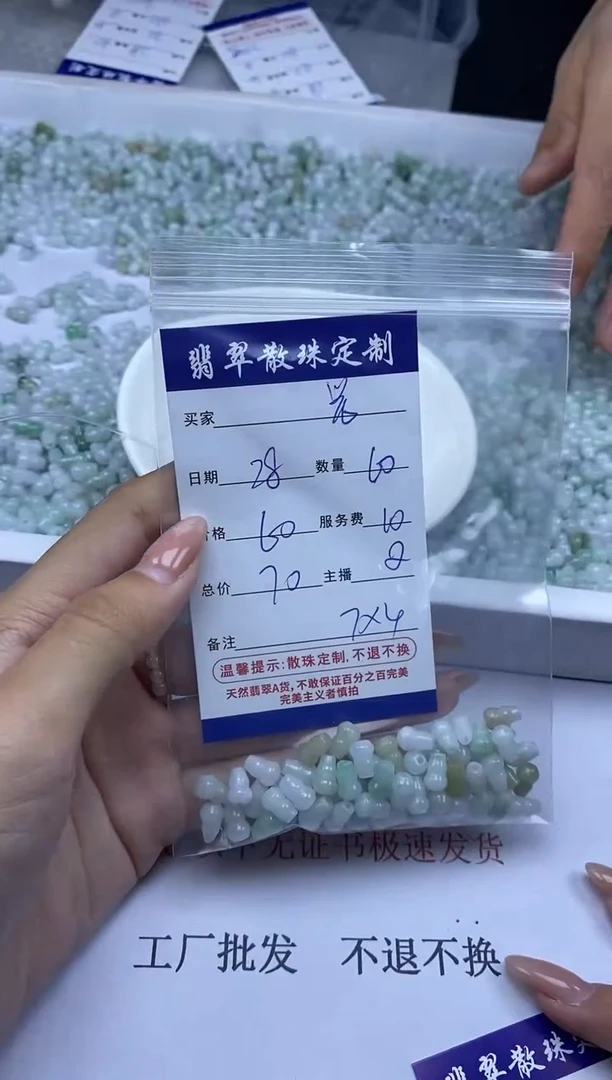 翡翠散珠定制
买家
日期 28 数量 60
格 60 服务费 10
总价 70 主播 Q
备注 7X4
温馨提示:散珠定制,不退不换
天然翡翠A货,不敢保证百分之百完美
完美主义者慎拍
无证书极速发货
工厂批发 不退不换
翡翠散珠定